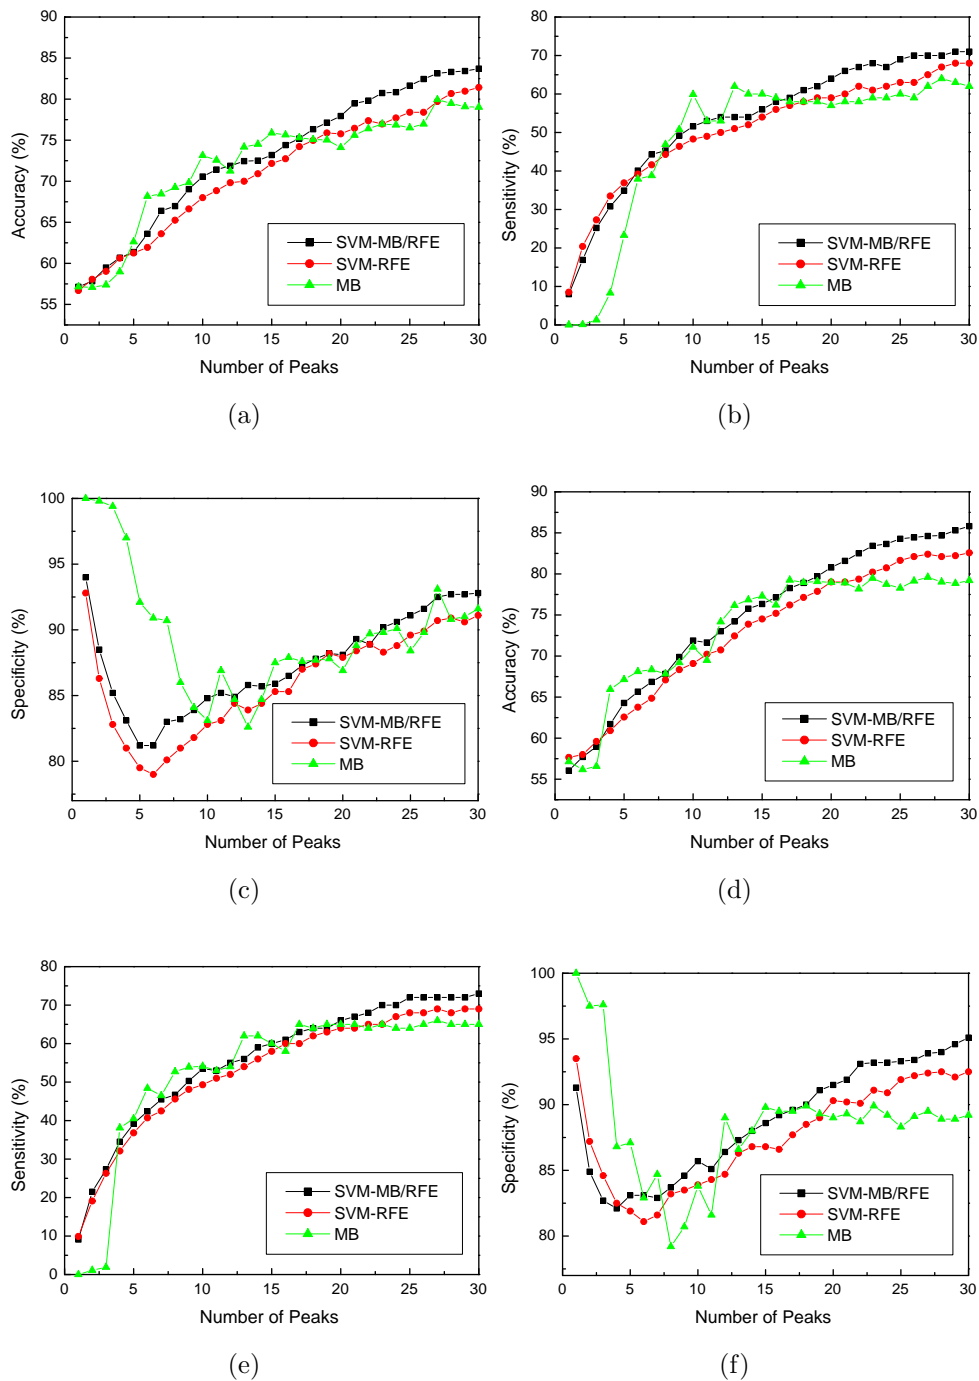 90
85
80
75
70
65
60
55
Accuracy (%)
SVM-MB/RFE
SVM-RFE
MB
0 5 10 15 20 25 30
Number of Peaks
(a)
80
70
60
50
40
30
20
10
0
Sensitivity (%)
SVM-MB/RFE
SVM-RFE
MB
0 5 10 15 20 25 30
Number of Peaks
(b)
100
95
90
85
80
Specificity (%)
SVM-MB/RFE
SVM-RFE
MB
0 5 10 15 20 25 30
Number of Peaks
(c)
90
85
80
75
70
65
60
55
Accuracy (%)
SVM-MB/RFE
SVM-RFE
MB
0 5 10 15 20 25 30
Number of Peaks
(d)
80
70
60
50
40
30
20
10
0
Sensitivity (%)
SVM-MB/RFE
SVM-RFE
MB
0 5 10 15 20 25 30
Number of Peaks
(e)
100
95
90
85
80
Specificity (%)
SVM-MB/RFE
SVM-RFE
MB
0 5 10 15 20 25 30
Number of Peaks
(f)